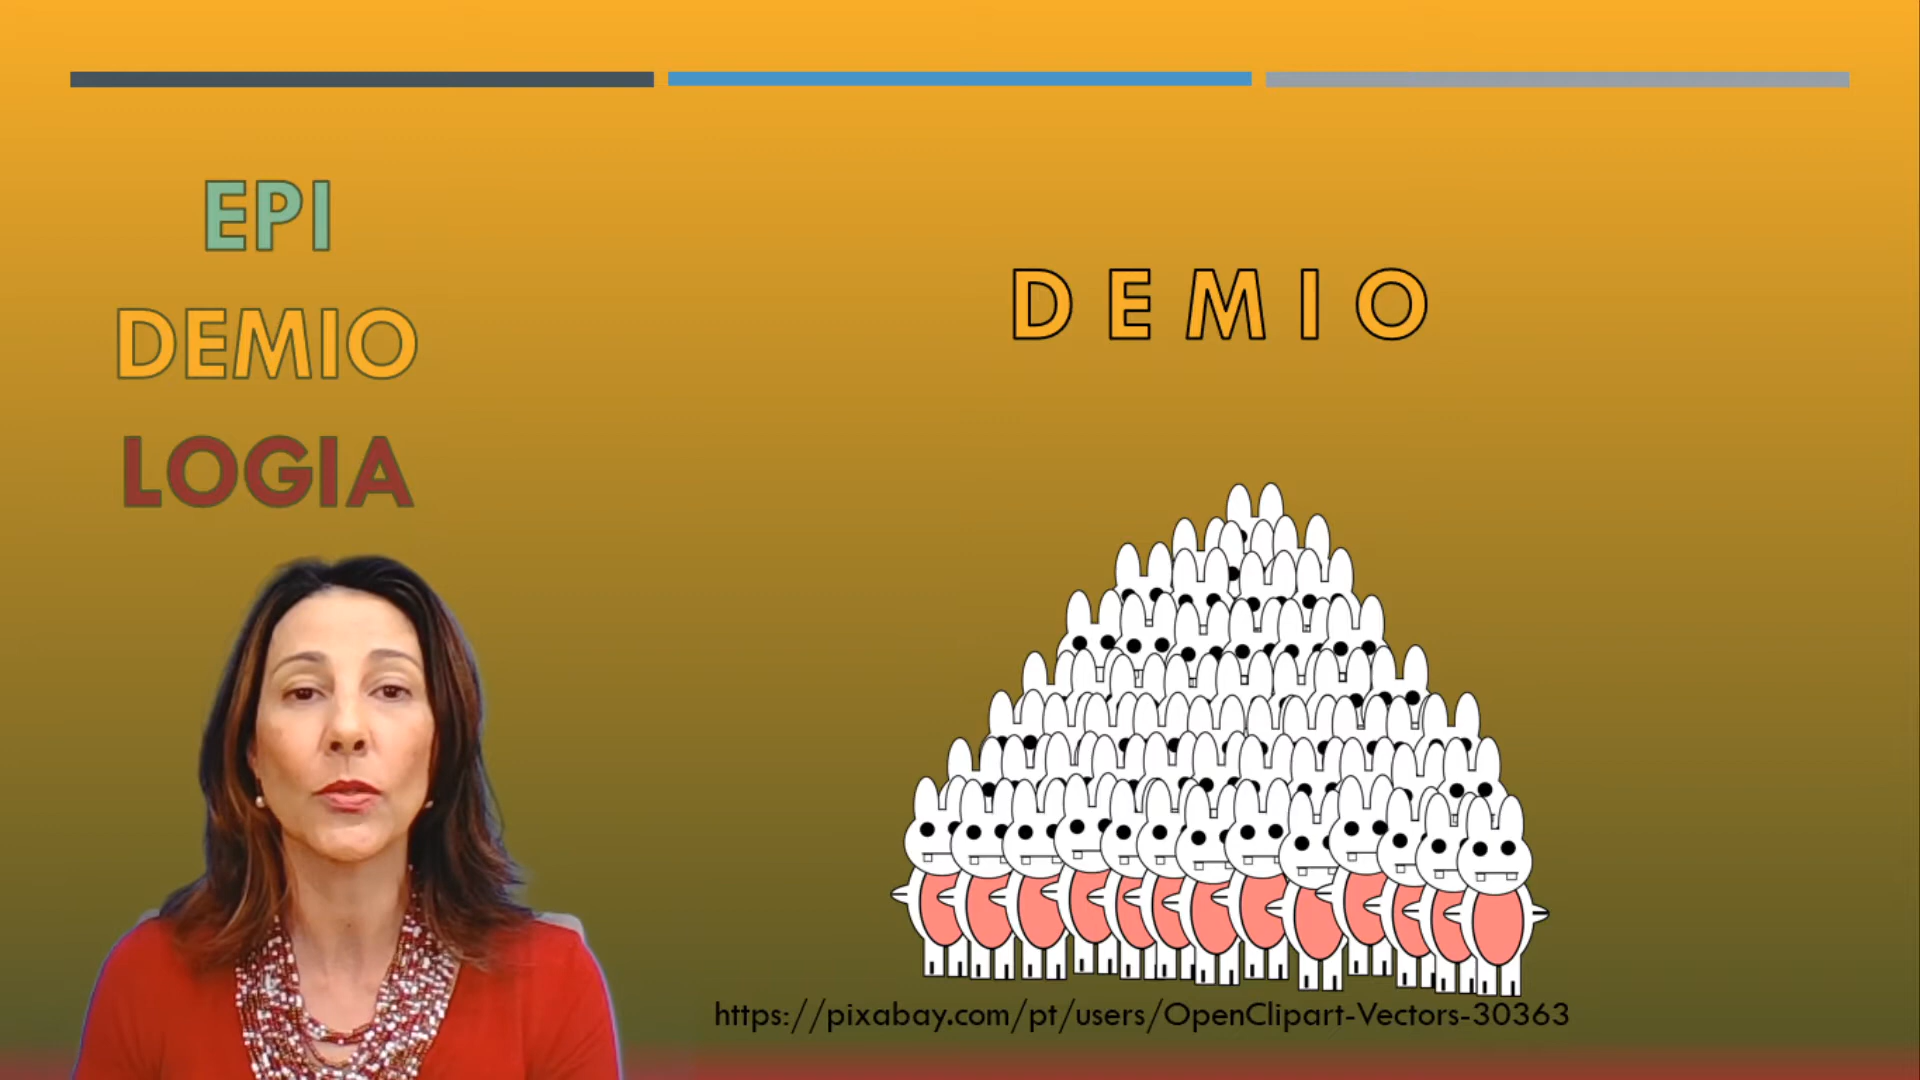 EPI
DEMIO
LOGIA
D E M I O
https://pixabay.com/pt/users/OpenClipart-Vectors-30363